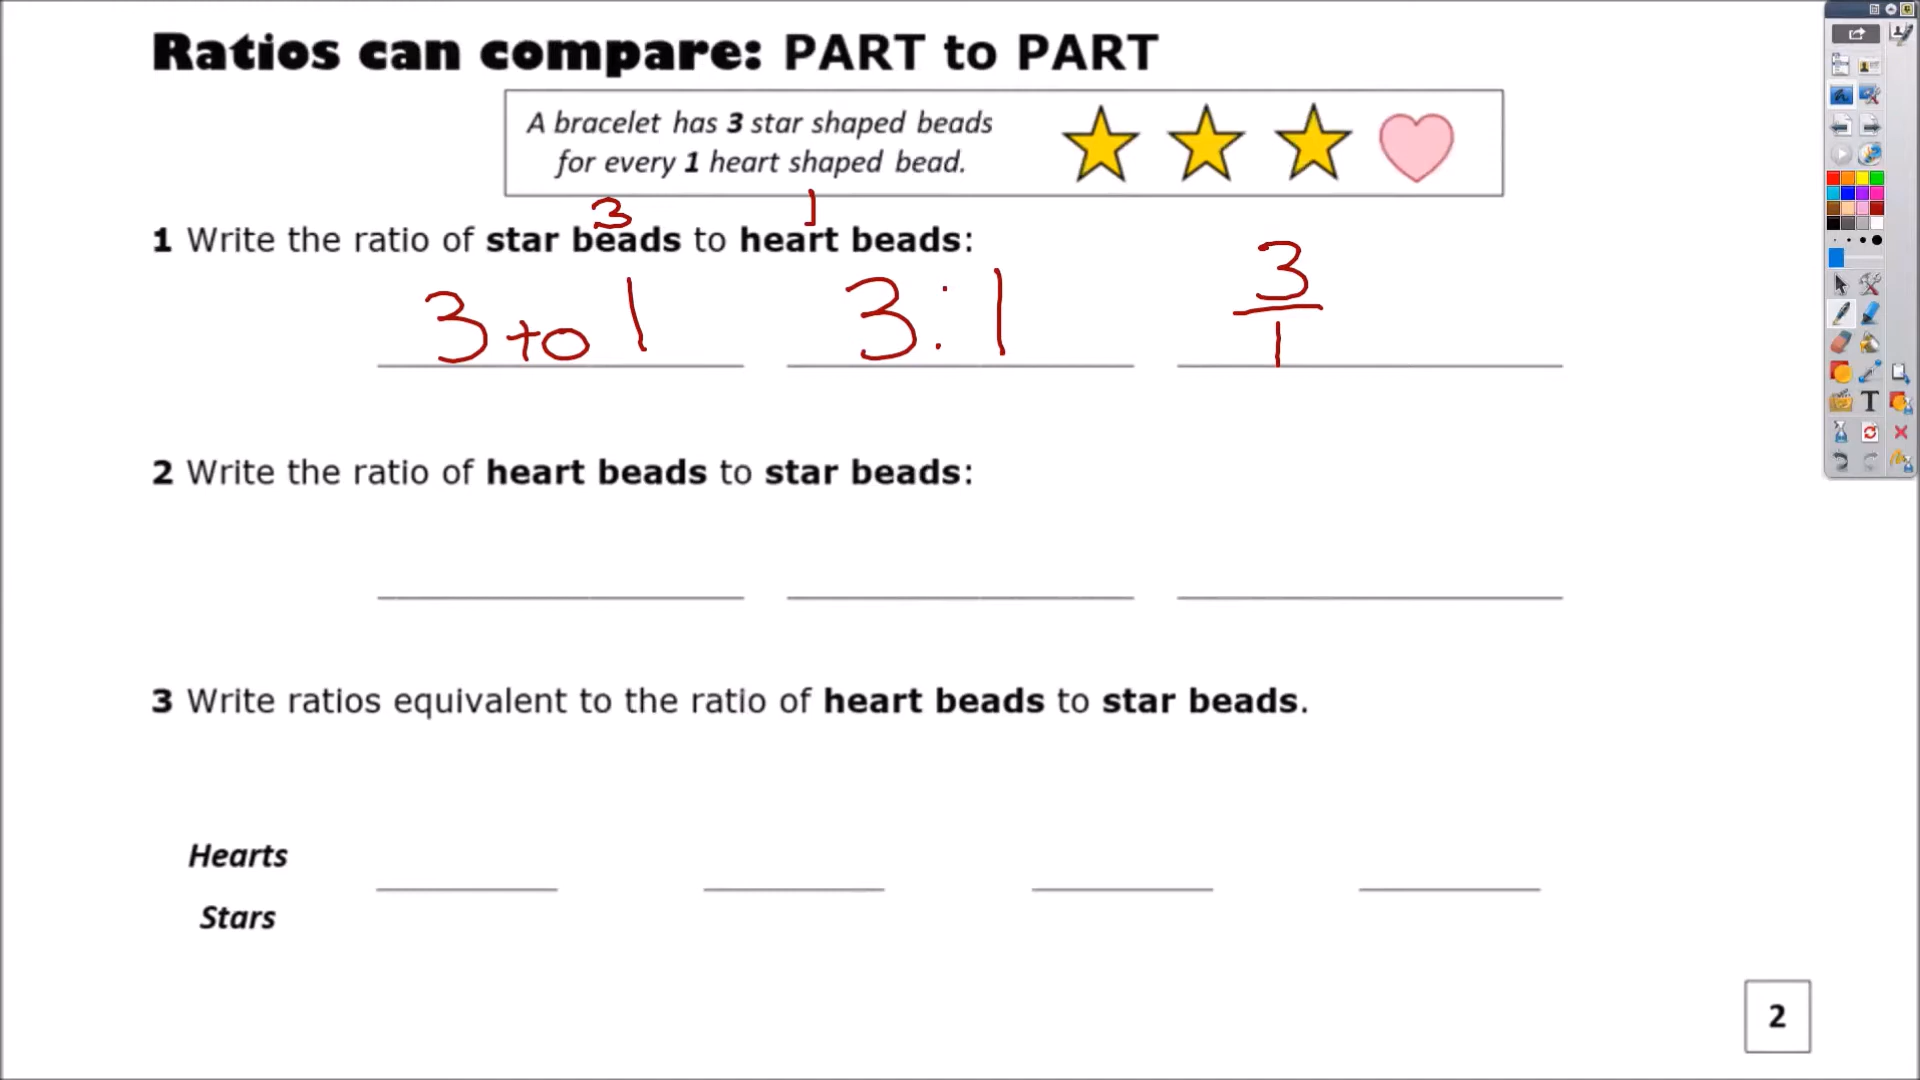 Ratios can compare: PART to PART
A bracelet has 3 star shaped beads
for every 1 heart shaped bead.
3 1
1 Write the ratio of star beads to heart beads:
3 to 1 3:1 3/1
2 Write the ratio of heart beads to star beads:
3 Write ratios equivalent to the ratio of heart beads to star beads.
Hearts
Stars
2
T